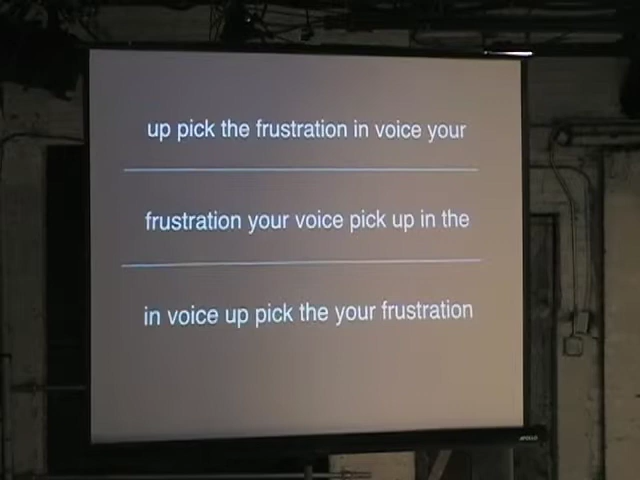 up pick the frustration in voice your
frustration your voice pick up in the
in voice up pick the your frustration